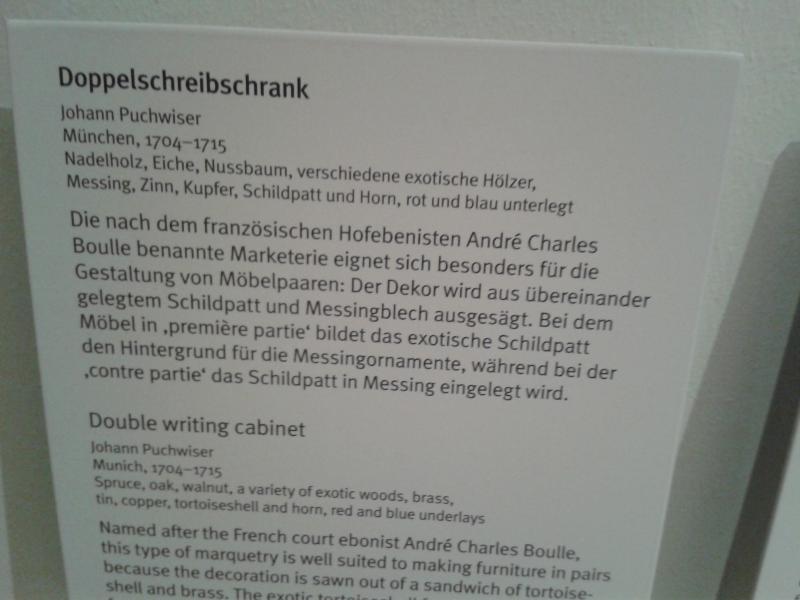 Doppelschreibschrank
Johann Puchwiser
München, 1704–1715
Nadelholz, Eiche, Nussbaum, verschiedene exotische Hölzer,
Messing, Zinn, Kupfer, Schildpatt und Horn, rot und blau unterlegt
Die nach dem französischen Hofebenisten André Charles
Boulle benannte Marketerie eignet sich besonders für die
Gestaltung von Möbelpaaren: Der Dekor wird aus übereinander
gelegtem Schildpatt und Messingblech ausgesägt. Bei dem
Möbel in ‚première partie‘ bildet das exotische Schildpatt
den Hintergrund für die Messingornamente, während bei der
‚contre partie‘ das Schildpatt in Messing eingelegt wird.
Double writing cabinet
Johann Puchwiser
Munich, 1704–1715
Spruce, oak, walnut, a variety of exotic woods, brass,
tin, copper, tortoiseshell and horn, red and blue underlays
Named after the French court ebonist André Charles Boulle,
this type of marquetry is well suited to making furniture in pairs
because the decoration is sawn out of a sandwich of tortoise-
shell and brass. The exotic